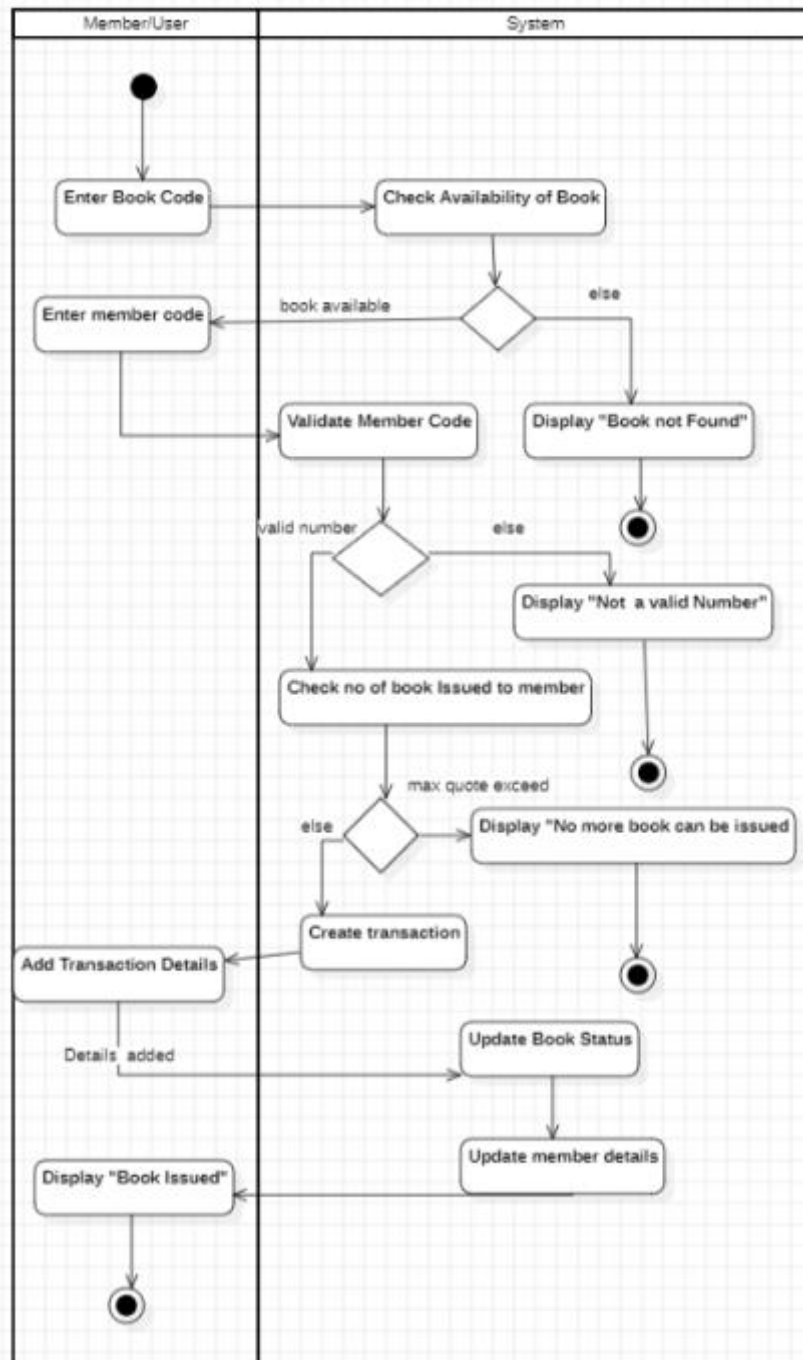 Member/User
System
Enter Book Code
Check Availability of Book
else
book available
Enter member code
Validate Member Code
Display "Book not Found"
valid number
else
Display "Not a valid Number"
Check no of book Issued to member
max quote exceed
else
Display "No more book can be issued
Create transaction
Add Transaction Details
Update Book Status
Details added
Update member details
Display "Book Issued"